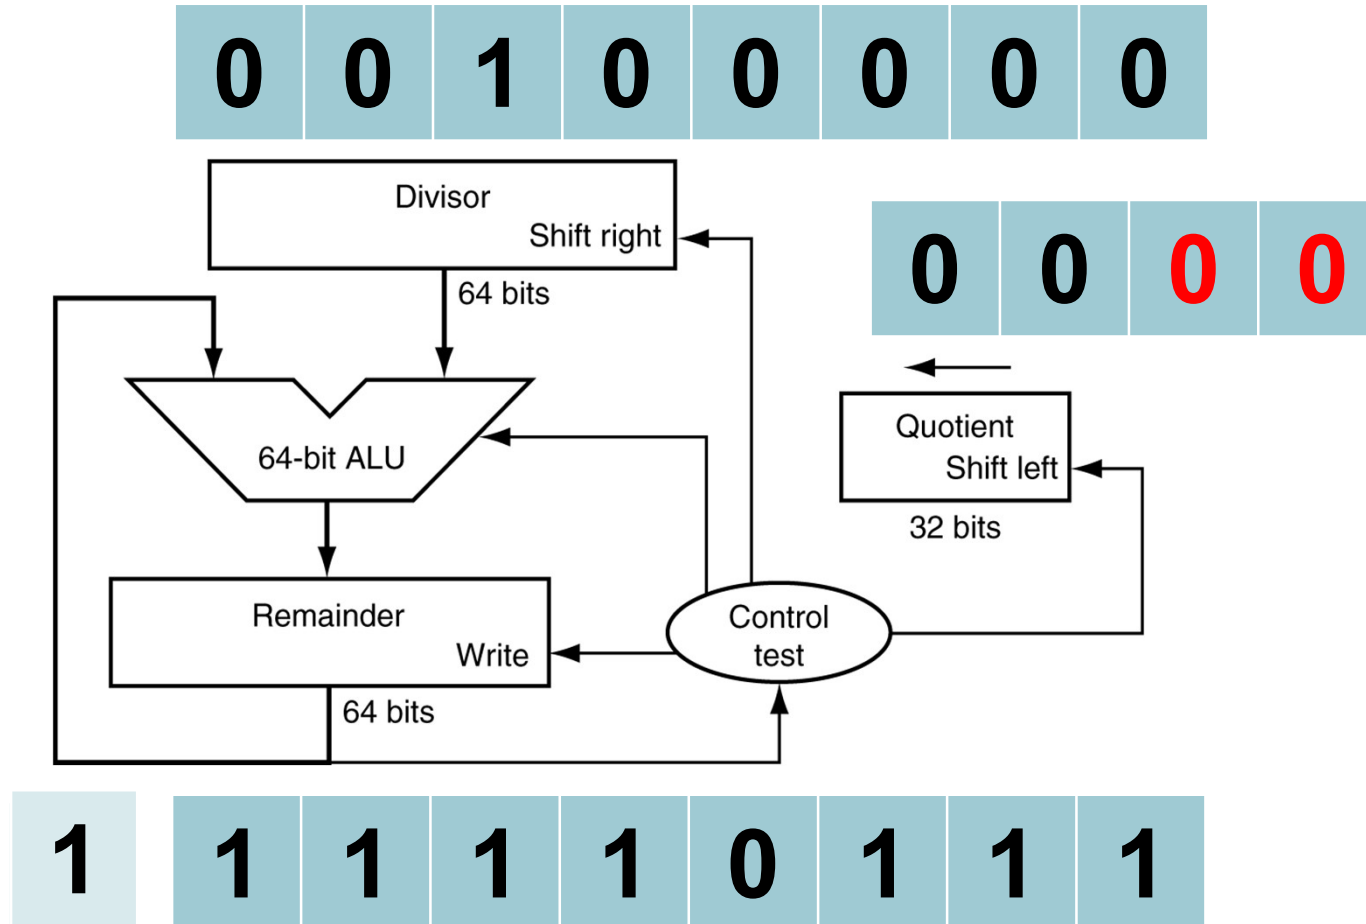 0 0 1 0 0 0 0 0
Divisor
Shift right
0 0 0 0
64 bits
Quotient
64-bit ALU
Shift left
32 bits
Remainder
Control
test
Write
64 bits
1 1 1 1 1 0 1 1 1